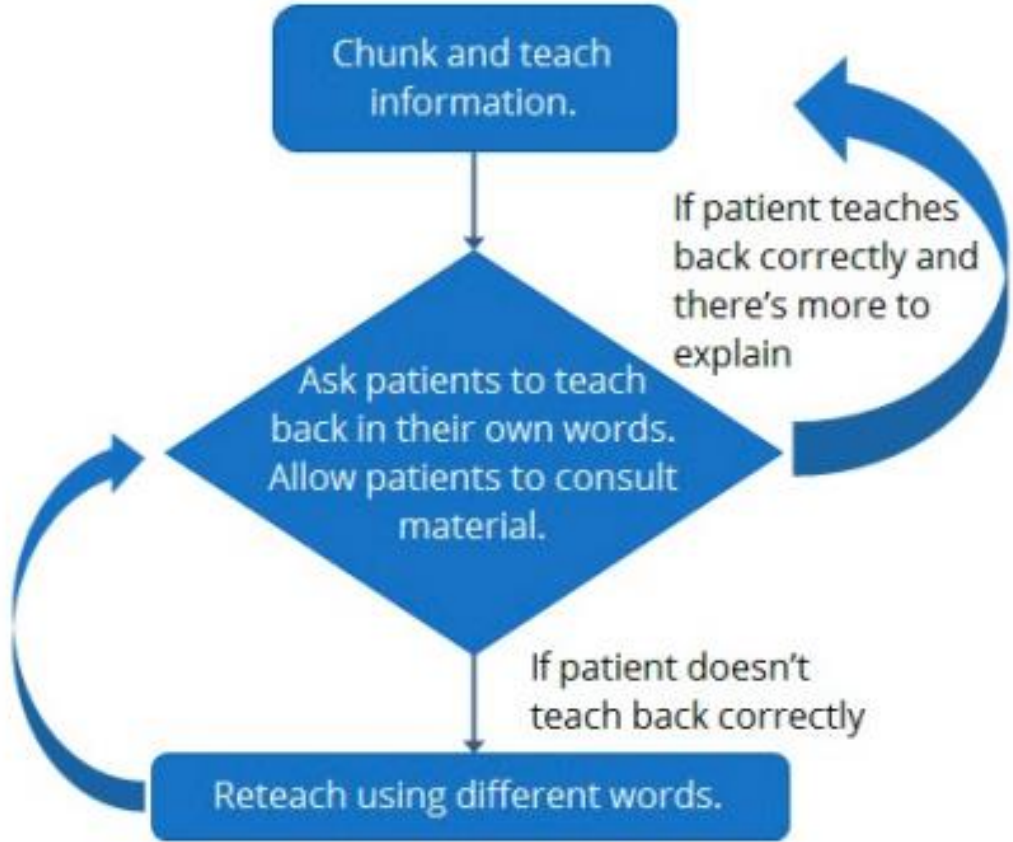 Chunk and teach
information.
If patient teaches
back correctly and
there's more to
explain
Ask patients to teach
back in their own words.
Allow patients to consult
material.
If patient doesn't
teach back correctly
Reteach using different words.